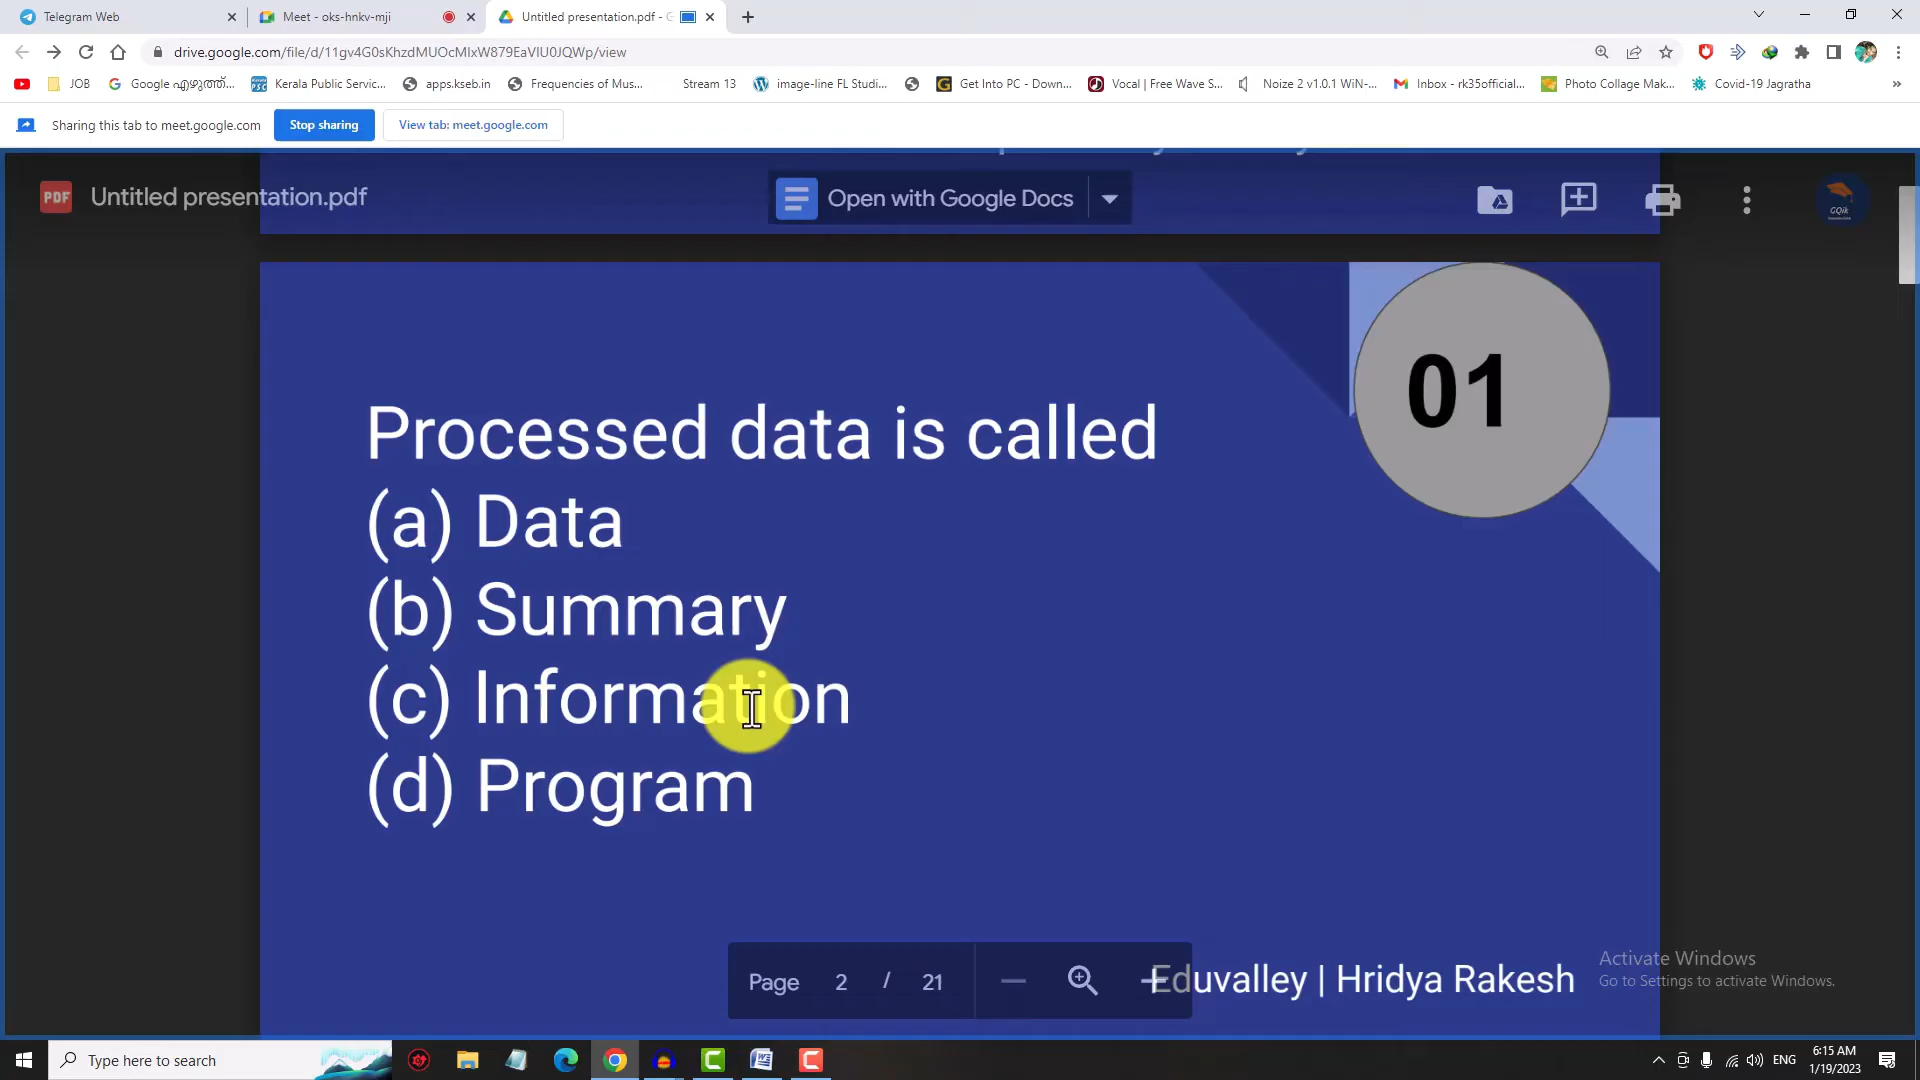 Telegram Web
Meet - oks-hnkv-mji
Untitled presentation.pdf - G
drive.google.com/file/d/11gv4G0sKhzdMUOcMlxW879EaVlU0JQWp/view
JOB
Google എഴുത്ത്...
Kerala Public Servic...
apps.kseb.in
Frequencies of Mus...
Stream 13
image-line FL Studi...
Get Into PC - Down...
Vocal | Free Wave S...
Noize 2 v1.0.1 WiN-...
Inbox - rk35official...
Photo Collage Mak...
Covid-19 Jagratha
Sharing this tab to meet.google.com
Stop sharing
View tab: meet.google.com
PDF
Untitled presentation.pdf
Open with Google Docs
GQik
01
Processed data is called
(a) Data
(b) Summary
(c) Information
(d) Program
Page 2 / 21
Eduvalley | Hridya Rakesh
Activate Windows
Go to Settings to activate Windows.
Type here to search
ENG
6:15 AM
1/19/2023